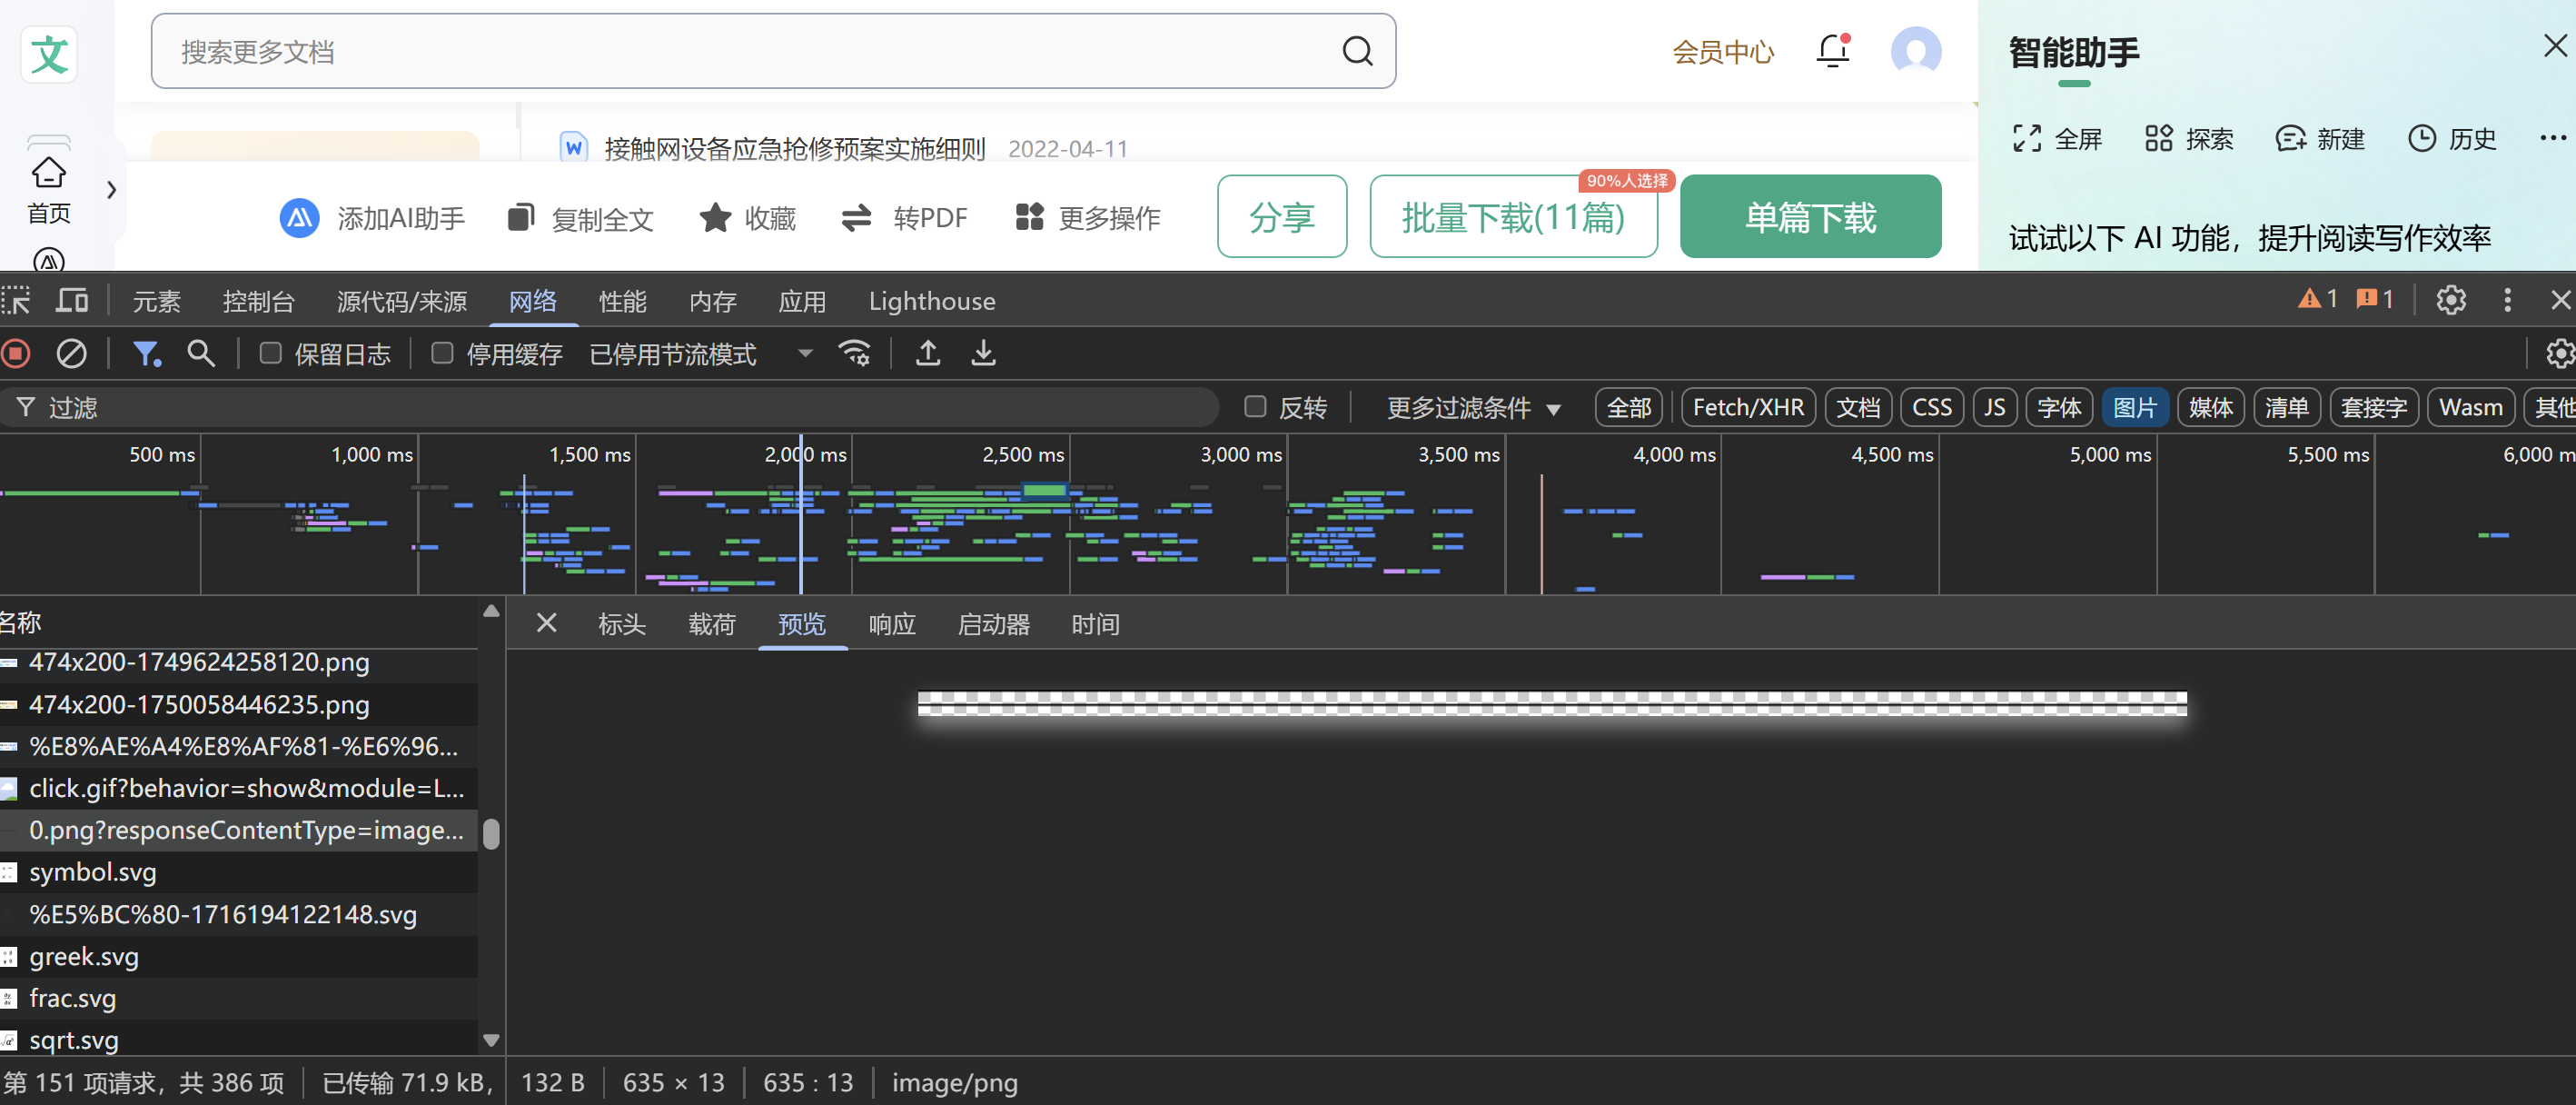 文
搜索更多文档
会员中心
智能助手
全屏
探索
新建
历史
首页
W 接触网设备应急抢修预案实施细则 2022-04-11
添加AI助手
复制全文
收藏
转PDF
更多操作
分享
批量下载(11篇)
90%人选择
单篇下载
试试以下 AI 功能，提升阅读写作效率
元素 控制台 源代码/来源 网络 性能 内存 应用 Lighthouse 1 1
保留日志 停用缓存 已停用节流模式
过滤 反转 更多过滤条件 全部 Fetch/XHR 文档 CSS JS 字体 图片 媒体 清单 套接字 Wasm 其他
500 ms 1,000 ms 1,500 ms 2,000 ms 2,500 ms 3,000 ms 3,500 ms 4,000 ms 4,500 ms 5,000 ms 5,500 ms 6,000 m
名称
标头 载荷 预览 响应 启动器 时间
474x200-1749624258120.png
474x200-1750058446235.png
%E8%AE%A4%E8%AF%81-%E6%96...
click.gif?behavior=show&module=L...
0.png?responseContentType=image...
symbol.svg
%E5%BC%80-1716194122148.svg
greek.svg
frac.svg
sqrt.svg
第 151 项请求，共 386 项 已传输 71.9 kB，
132 B 635 × 13 635 : 13 image/png